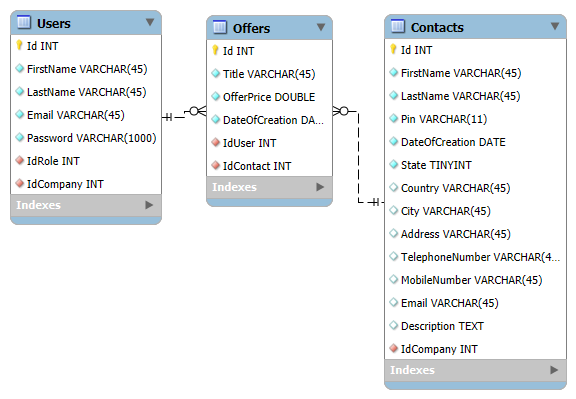 Users
Id INT
FirstName VARCHAR(45)
LastName VARCHAR(45)
Email VARCHAR(45)
Password VARCHAR(1000)
IdRole INT
IdCompany INT
Indexes
Offers
Id INT
Title VARCHAR(45)
OfferPrice DOUBLE
DateOfCreation DA...
IdUser INT
IdContact INT
Indexes
Contacts
Id INT
FirstName VARCHAR(45)
LastName VARCHAR(45)
Pin VARCHAR(11)
DateOfCreation DATE
State TINYINT
Country VARCHAR(45)
City VARCHAR(45)
Address VARCHAR(45)
TelephoneNumber VARCHAR(4...
MobileNumber VARCHAR(45)
Email VARCHAR(45)
Description TEXT
IdCompany INT
Indexes